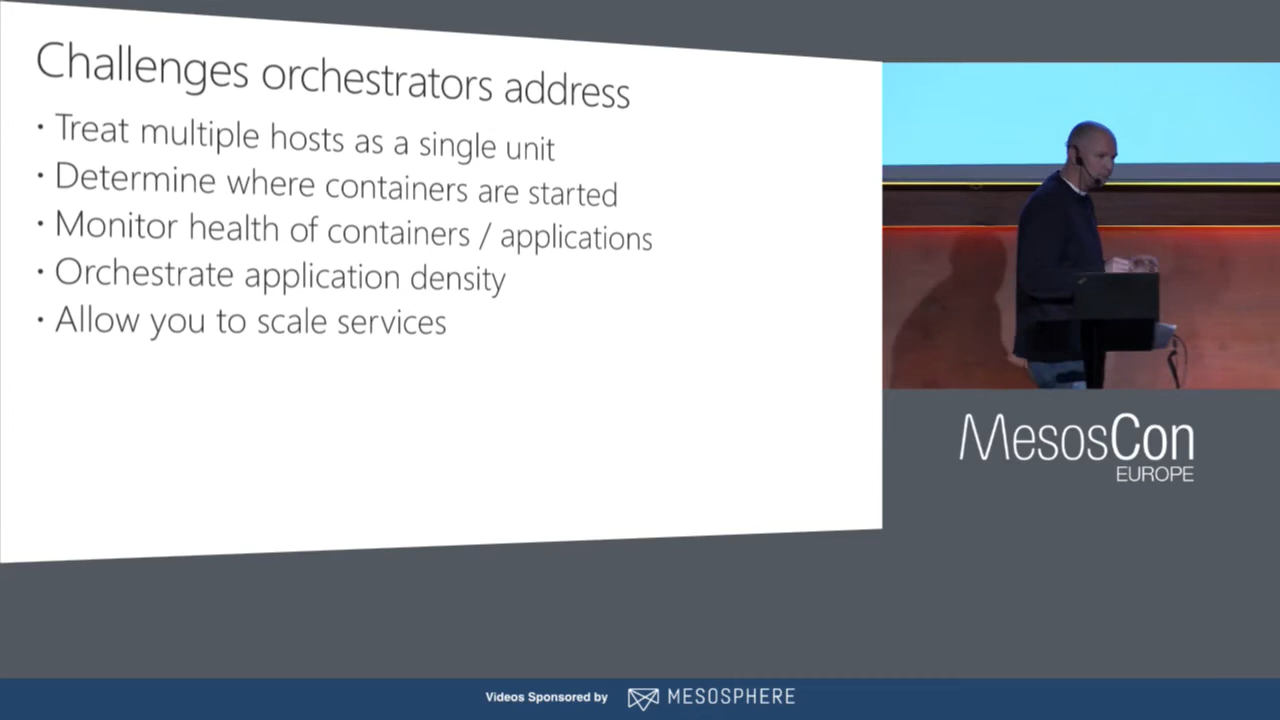 Challenges orchestrators address
· Treat multiple hosts as a single unit
· Determine where containers are started
· Monitor health of containers / applications
· Orchestrate application density
· Allow you to scale services
MesosCon
EUROPE
Videos Sponsored by MESOSPHERE